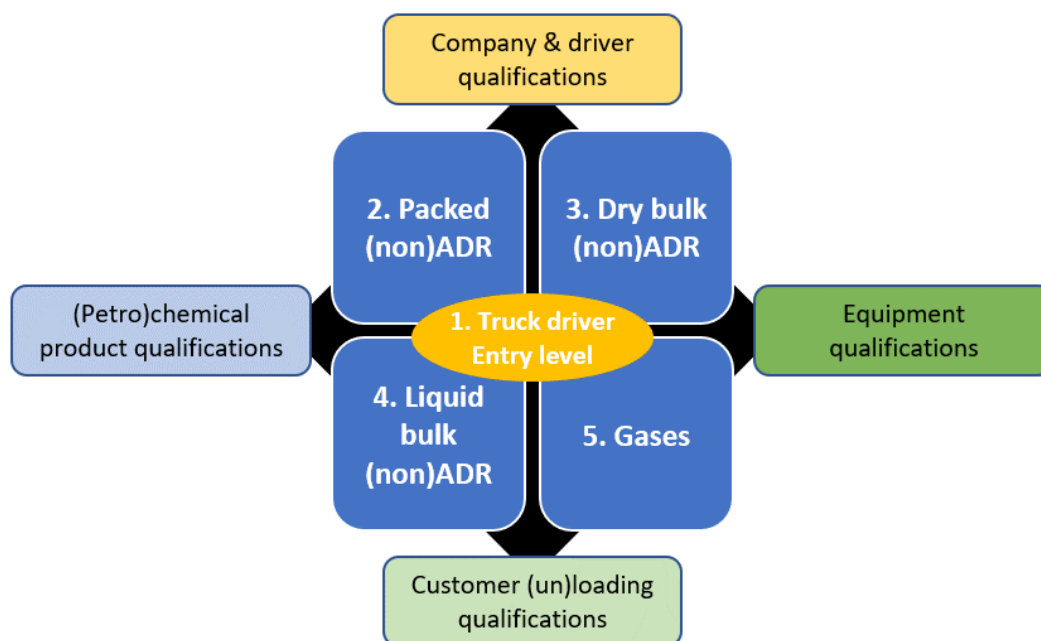 Company & driver
qualifications
2. Packed
(non)ADR
3. Dry bulk
(non)ADR
(Petro)chemical
product qualifications
1. Truck driver
Entry level
Equipment
qualifications
4. Liquid
bulk
(non)ADR
5. Gases
Customer (un)loading
qualifications